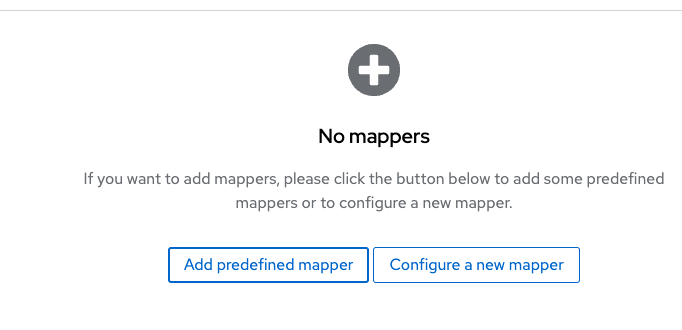 No mappers
If you want to add mappers, please click the button below to add some predefined
mappers or to configure a new mapper.
Add predefined mapper
Configure a new mapper